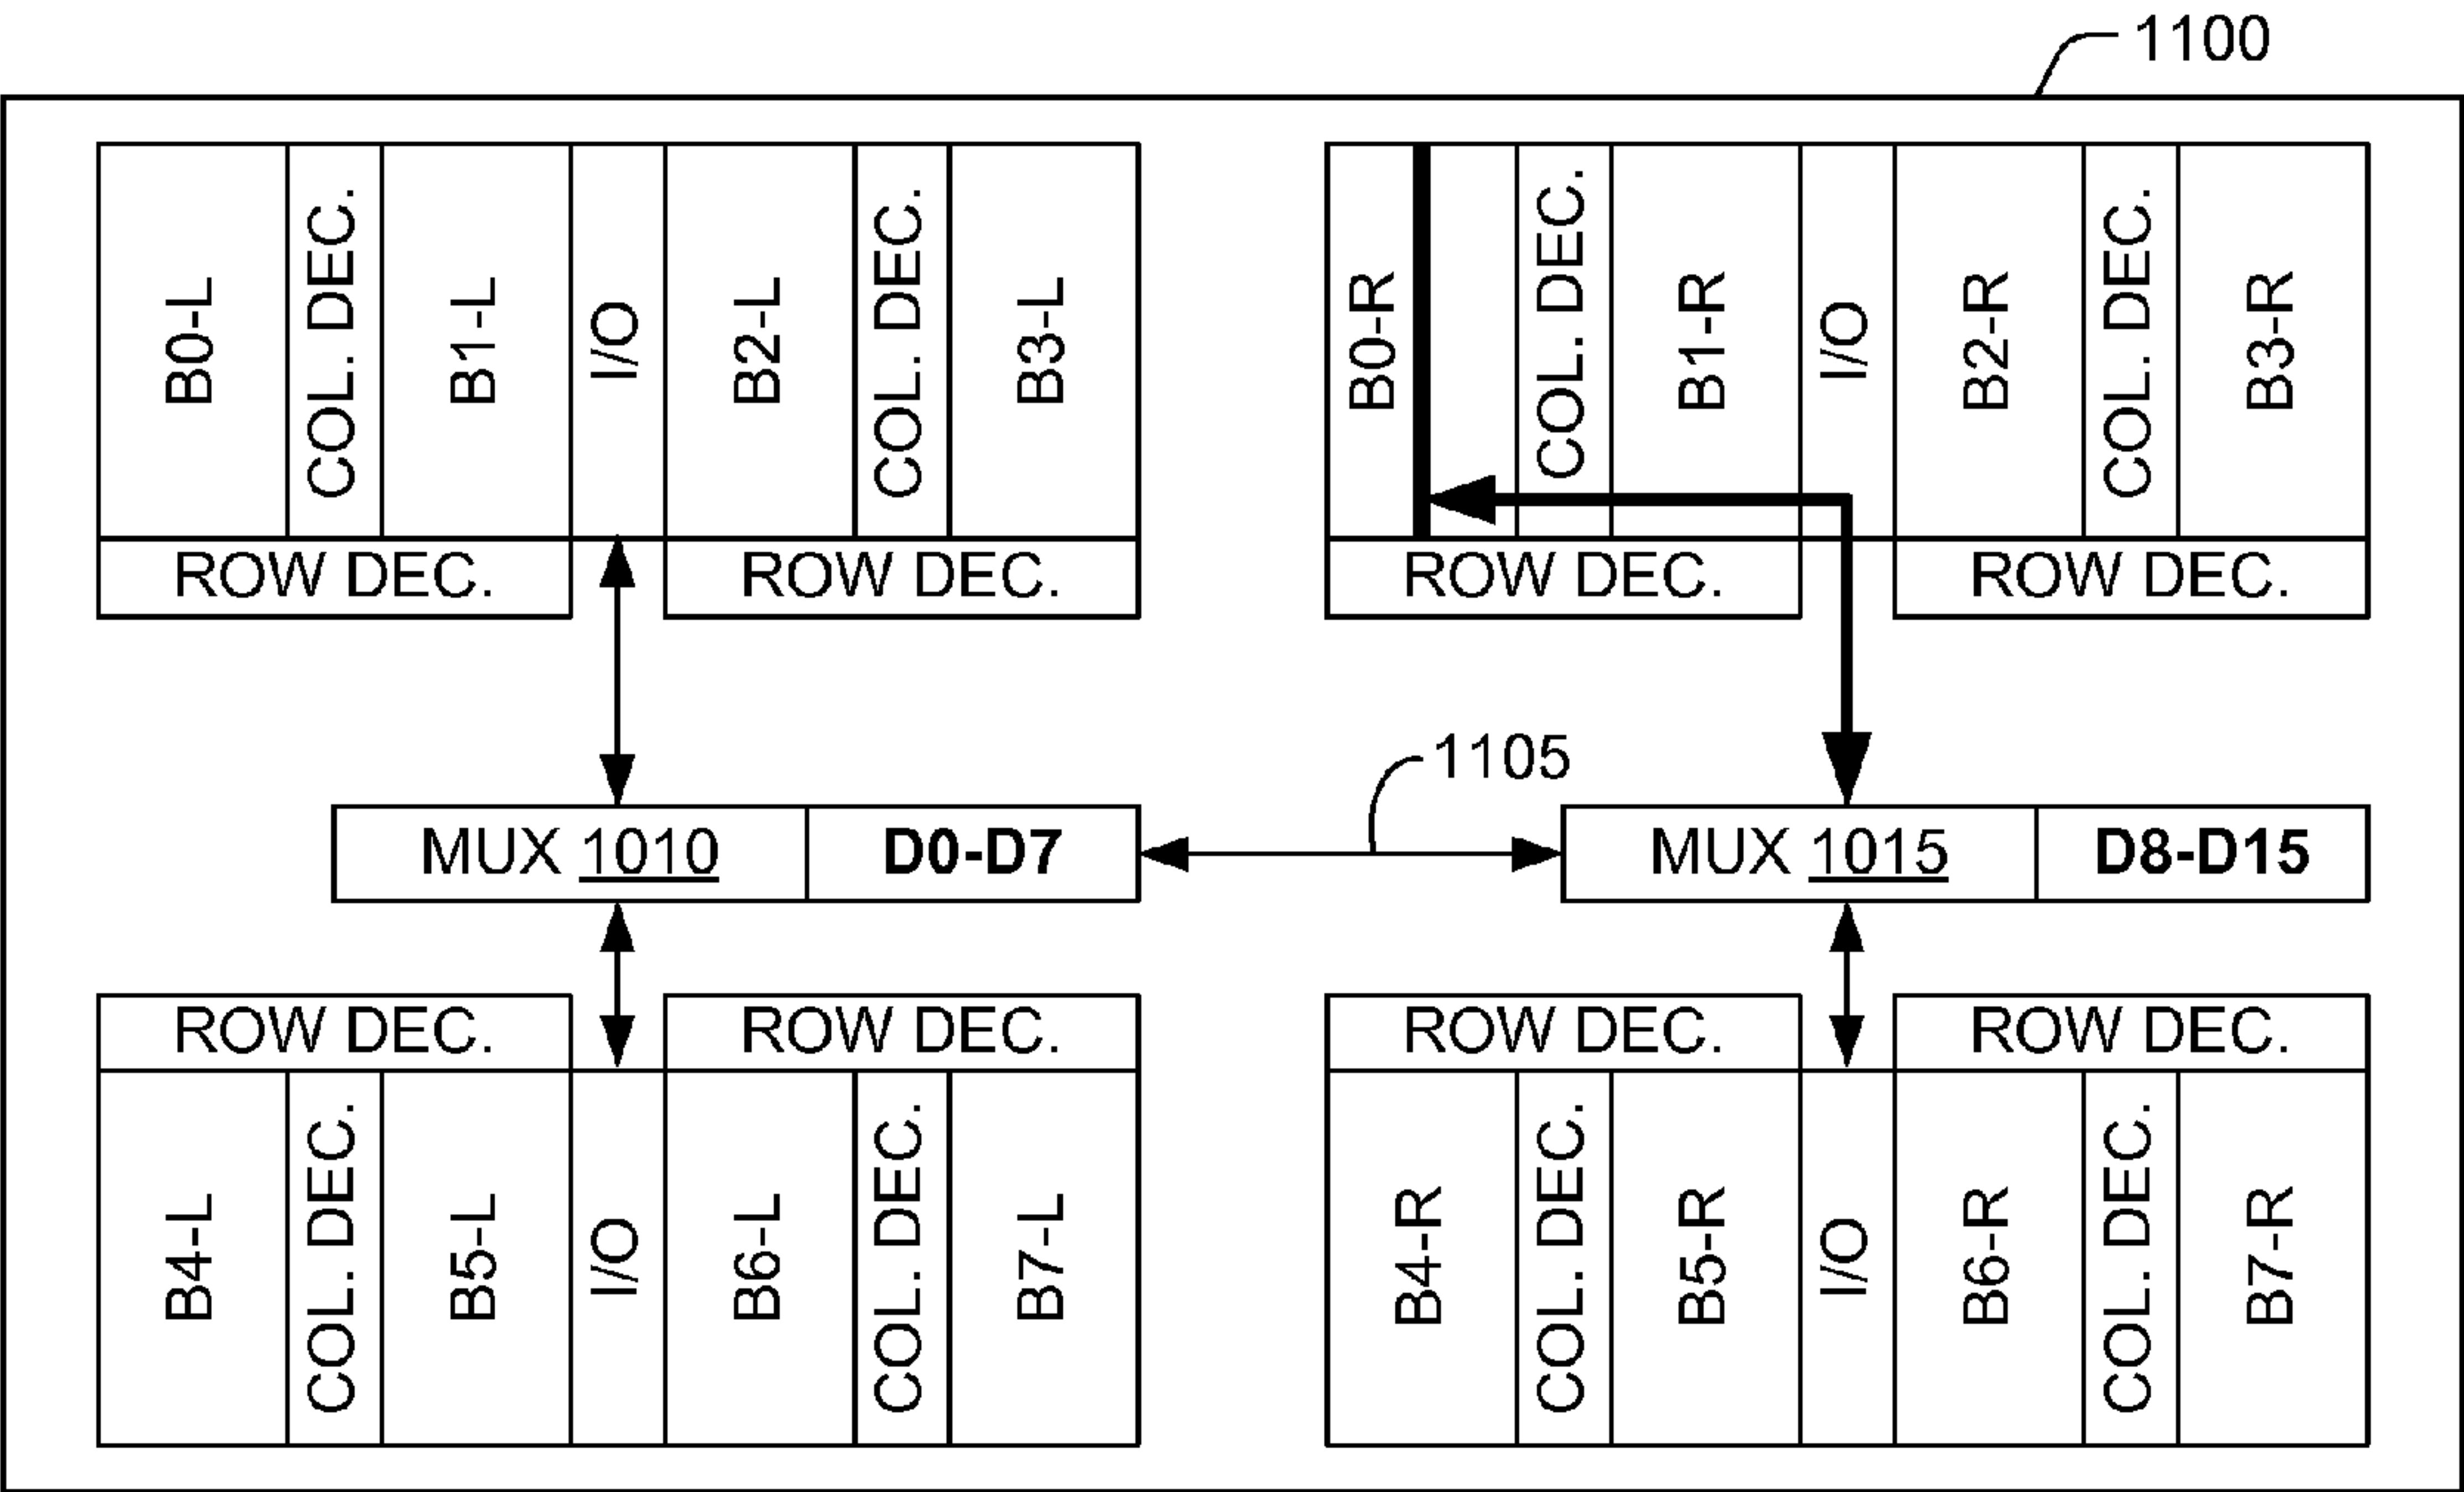 1100
B0-L
COL. DEC.
B1-L
I/O
B2-L
COL. DEC.
B3-L
ROW DEC.
ROW DEC.
B0-R
COL. DEC.
B1-R
I/O
B2-R
COL. DEC.
B3-R
ROW DEC.
ROW DEC.
1105
MUX 1010
D0-D7
MUX 1015
D8-D15
ROW DEC.
ROW DEC.
B4-L
COL. DEC.
B5-L
I/O
B6-L
COL. DEC.
B7-L
ROW DEC.
ROW DEC.
B4-R
COL. DEC.
B5-R
I/O
B6-R
COL. DEC.
B7-R